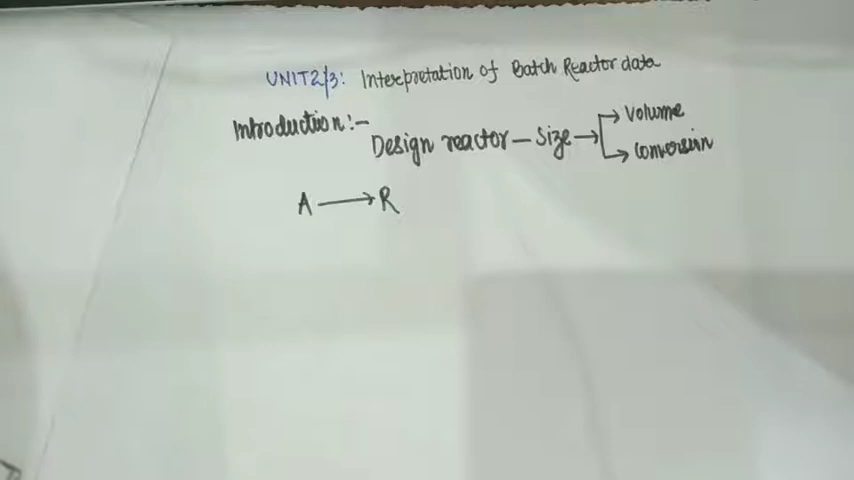 UNIT2/3: Interpretation of Batch Reactor data
Introduction:-
Design reactor - Size → Volume
→ Conversion
A → R